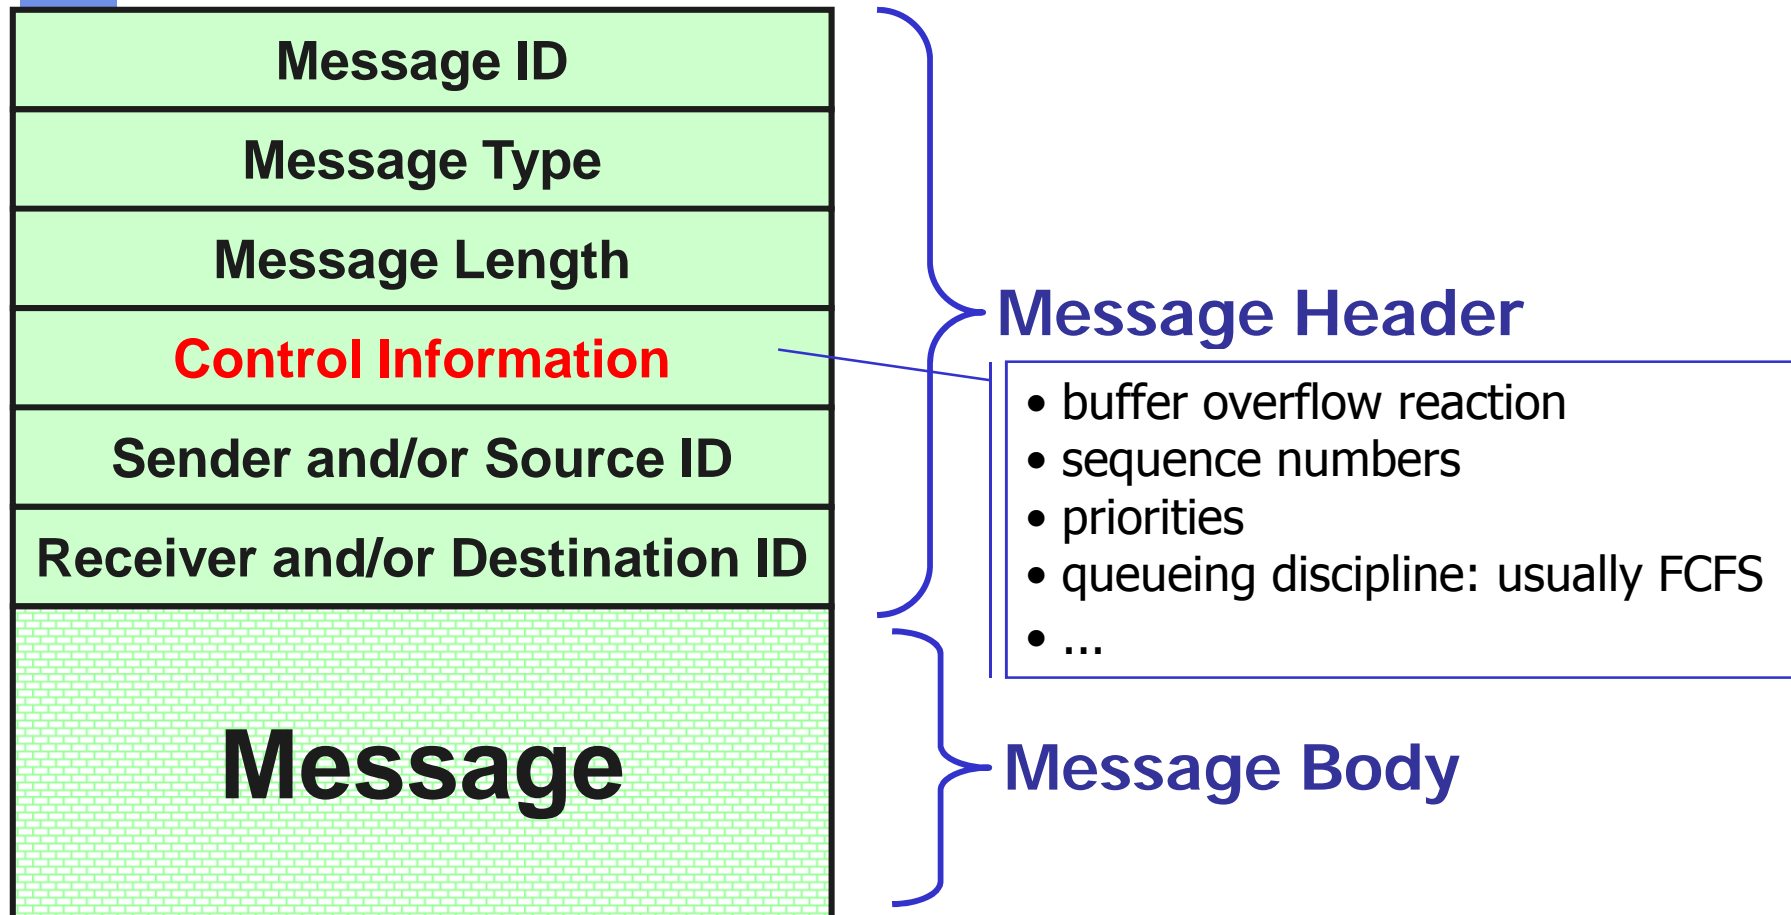 Message ID
Message Type
Message Length
Control Information
Sender and/or Source ID
Receiver and/or Destination ID
Message
Message Header
• buffer overflow reaction
• sequence numbers
• priorities
• queueing discipline: usually FCFS
• ...
Message Body